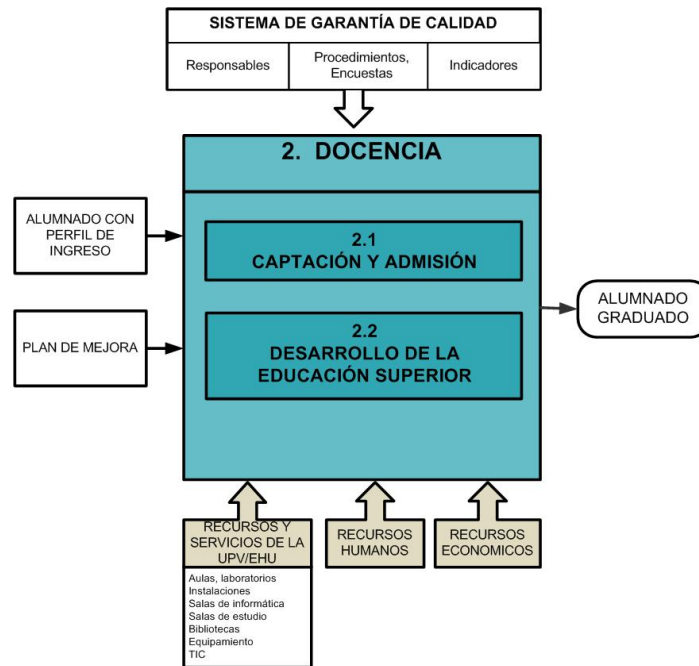 SISTEMA DE GARANTÍA DE CALIDAD
Responsables
Procedimientos,
Encuestas
Indicadores
2. DOCENCIA
ALUMNADO CON
PERFIL DE
INGRESO
2.1
CAPTACIÓN Y ADMISIÓN
ALUMNADO
GRADUADO
PLAN DE MEJORA
2.2
DESARROLLO DE LA
EDUCACIÓN SUPERIOR
RECURSOS Y
SERVICIOS DE LA
UPV/EHU
Aulas, laboratorios
Instalaciones
Salas de informática
Salas de estudio
Bibliotecas
Equipamiento
TIC
RECURSOS
HUMANOS
RECURSOS
ECONOMICOS